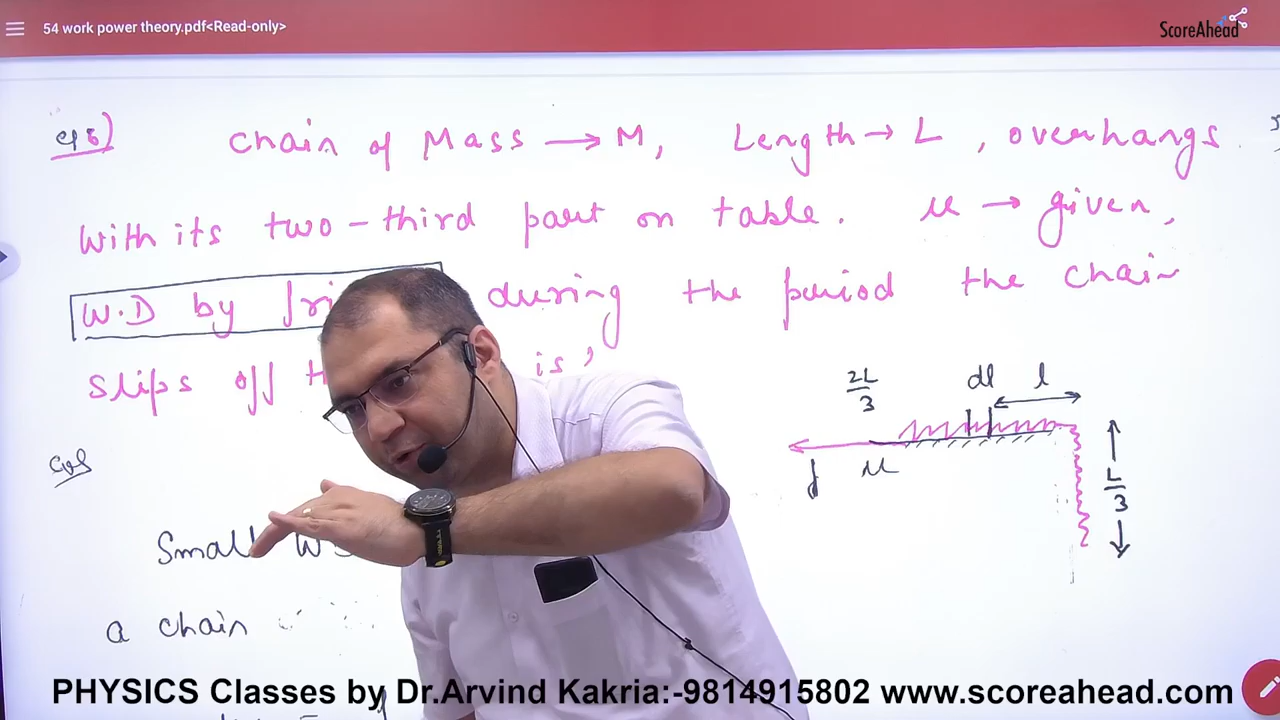 54 work power theory.pdf<Read-only>
ScoreAhead
eg 8) Chain of Mass → M, Length → L, overhangs
with its two-third part on table. μ → given,
W.D by during the period the chain
slips off is'
2L/3 dl l
f μ L/3
Sol
Small
a chain
PHYSICS Classes by Dr.Arvind Kakria:-9814915802 www.scoreahead.com